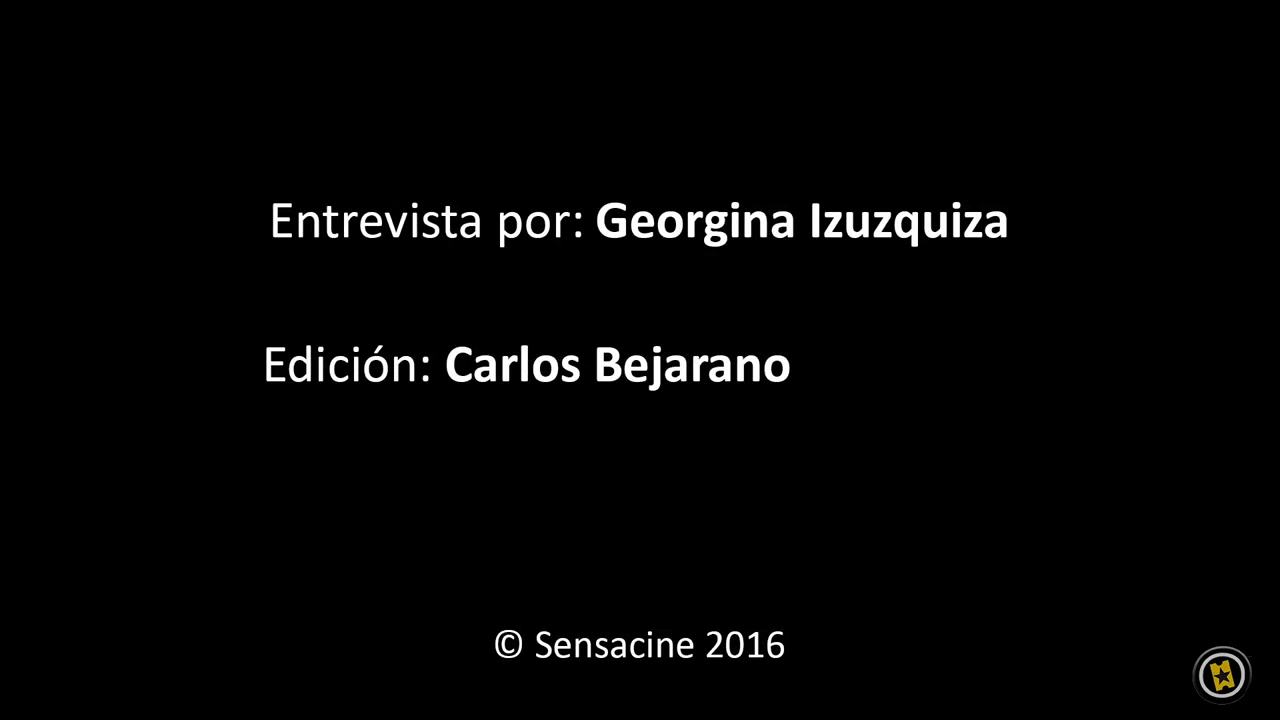 Entrevista por: Georgina Izuzquiza
Edición: Carlos Bejarano
© Sensacine 2016